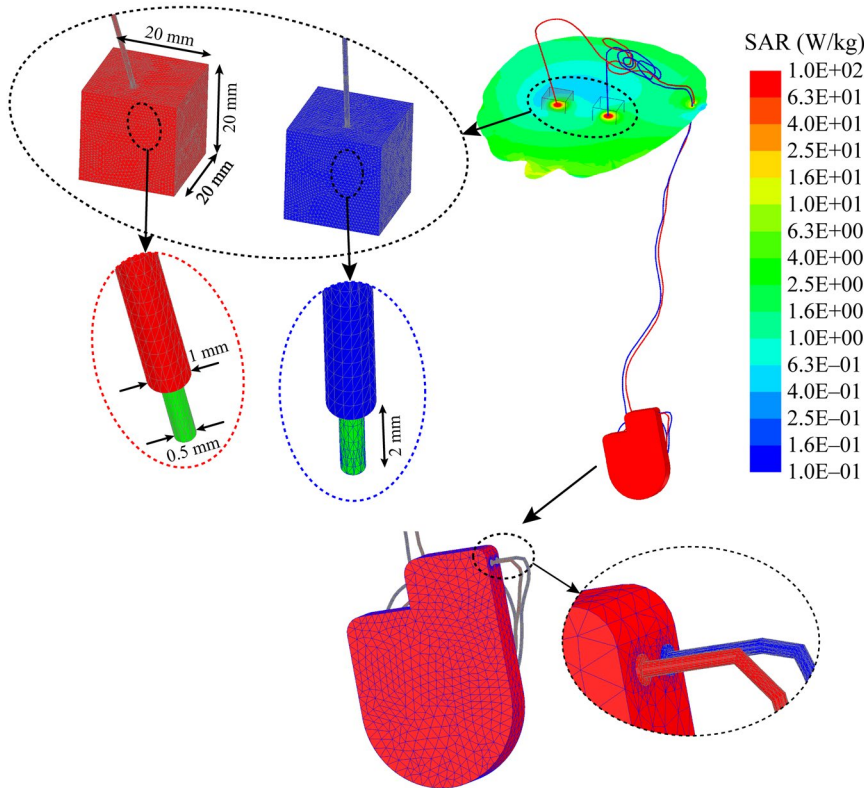 20 mm
20 mm
20 mm
1 mm
0.5 mm
2 mm
SAR (W/kg)
1.0E+02
6.3E+01
4.0E+01
2.5E+01
1.6E+01
1.0E+01
6.3E+00
4.0E+00
2.5E+00
1.6E+00
1.0E+00
6.3E–01
4.0E–01
2.5E–01
1.6E–01
1.0E–01